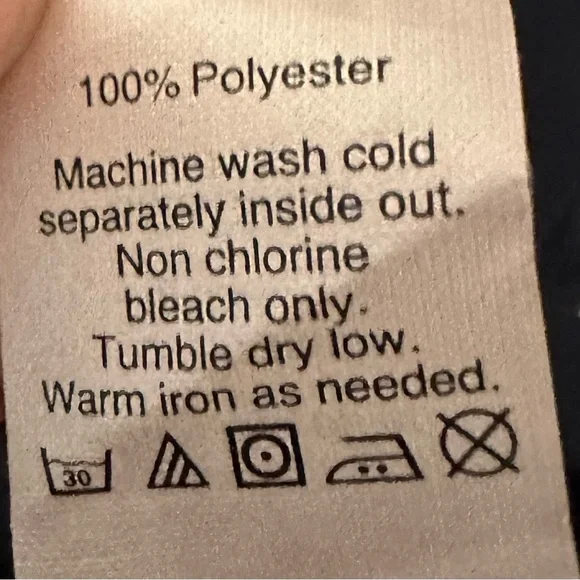 100% Polyester
Machine wash cold
separately inside out.
Non chlorine
bleach only.
Tumble dry low.
Warm iron as needed.
30